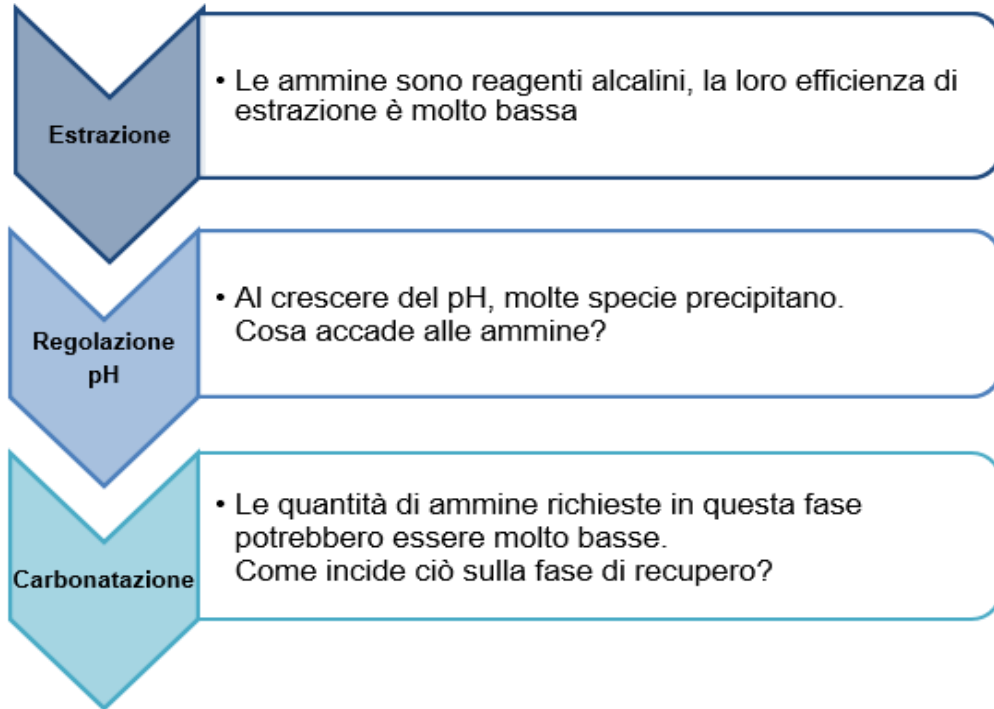 Estrazione
• Le ammine sono reagenti alcalini, la loro efficienza di
estrazione è molto bassa
Regolazione
pH
• Al crescere del pH, molte specie precipitano.
Cosa accade alle ammine?
Carbonatazione
• Le quantità di ammine richieste in questa fase
potrebbero essere molto basse.
Come incide ciò sulla fase di recupero?